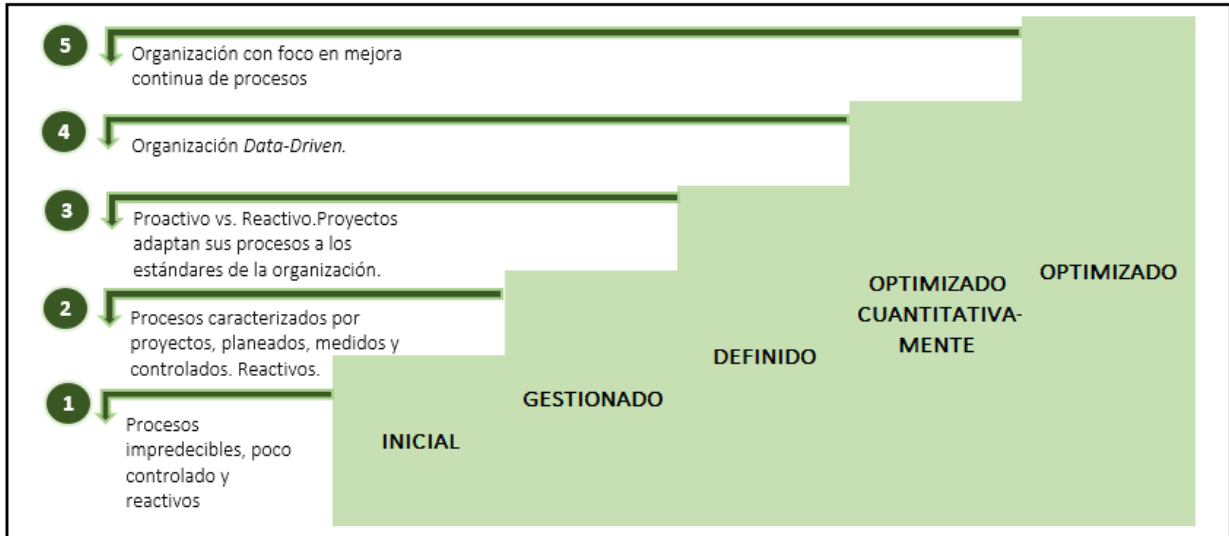 5
Organización con foco en mejora
continua de procesos
4
Organización Data-Driven.
3
Proactivo vs. Reactivo.Proyectos
adaptan sus procesos a los
estándares de la organización.
2
Procesos caracterizados por
proyectos, planeados, medidos y
controlados. Reactivos.
1
Procesos
impredecibles, poco
controlado y
reactivos
INICIAL
GESTIONADO
DEFINIDO
OPTIMIZADO
CUANTITATIVA-
MENTE
OPTIMIZADO